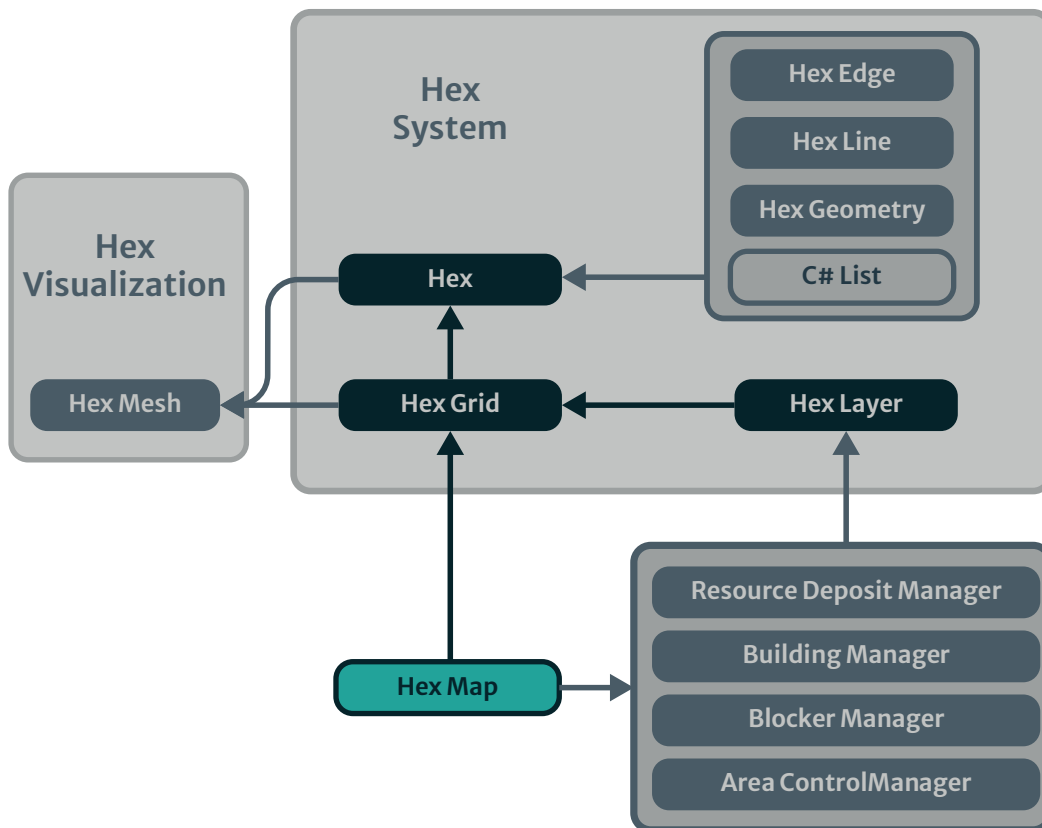 Hex
System
Hex Edge
Hex Line
Hex Geometry
C# List
Hex
Visualization
Hex
Hex Mesh
Hex Grid
Hex Layer
Resource Deposit Manager
Building Manager
Blocker Manager
Area ControlManager
Hex Map